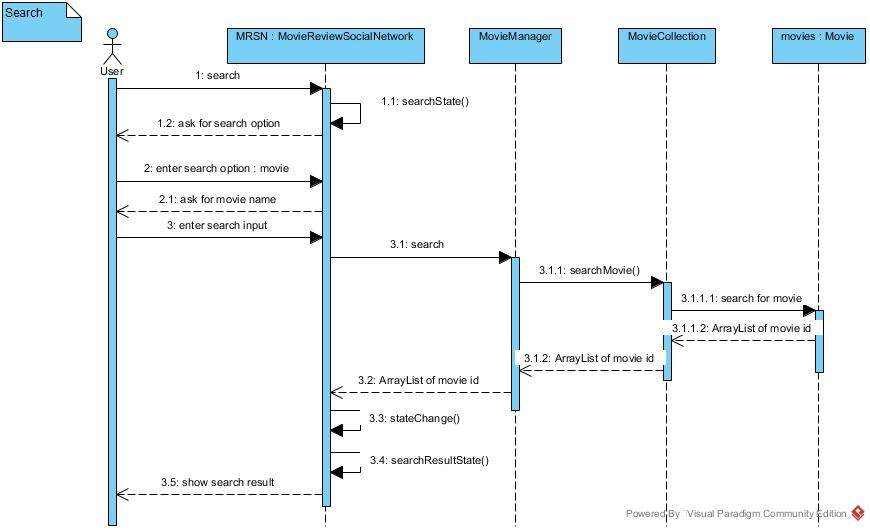 Search
MRSN : MovieReviewSocialNetwork
MovieManager
MovieCollection
movies : Movie
User
1: search
1.1: searchState()
1.2: ask for search option
2: enter search option : movie
2.1: ask for movie name
3: enter search input
3.1: search
3.1.1: searchMovie()
3.1.1.1: search for movie
3.1.1.2: ArrayList of movie id
3.1.2: ArrayList of movie id
3.2: ArrayList of movie id
3.3: stateChange()
3.4: searchResultState()
3.5: show search result
Powered By Visual Paradigm Community Edition